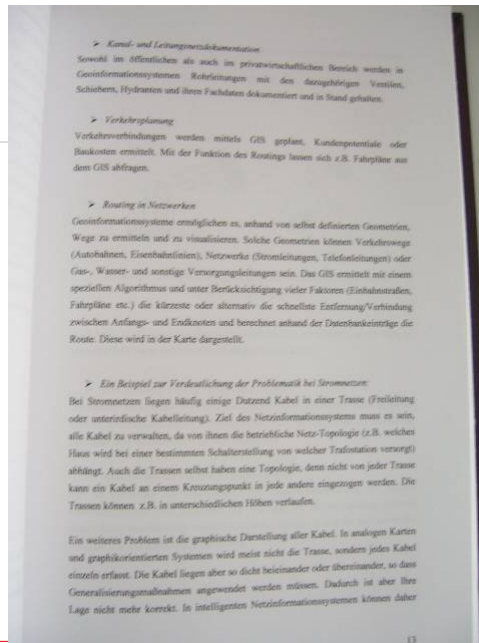 ➤ Kanal- und Leitungsnetzdokumentation
Sowohl im öffentlichen als auch im privatwirtschaftlichen Bereich werden in
Geoinformationssystemen Rohrleitungen mit den dazugehörigen Ventilen,
Schiebern, Hydranten und ihren Fachdaten dokumentiert und in Stand gehalten.
➤ Verkehrsplanung
Verkehrsverbindungen werden mittels GIS geplant, Kundenpotentiale oder
Baukosten ermittelt. Mit der Funktion des Routings lassen sich z.B. Fahrpläne aus
dem GIS abfragen.
➤ Routing in Netzwerken
Geoinformationssysteme ermöglichen es, anhand von selbst definierten Geometrien,
Wege zu ermitteln und zu visualisieren. Solche Geometrien können Verkehrswege
(Autobahnen, Eisenbahnlinien), Netzwerke (Stromleitungen, Telefonleitungen) oder
Gas-, Wasser- und sonstige Versorgungsleitungen sein. Das GIS ermittelt mit einem
speziellen Algorithmus und unter Berücksichtigung vieler Faktoren (Einbahnstraßen,
Fahrpläne etc.) die kürzeste oder alternativ die schnellste Entfernung/Verbindung
zwischen Anfangs- und Endknoten und berechnet anhand der Datenbankeinträge die
Route. Diese wird in der Karte dargestellt.
➤ Ein Beispiel zur Verdeutlichung der Problematik bei Stromnetzen:
Bei Stromnetzen liegen häufig einige Dutzend Kabel in einer Trasse (Freileitung
oder unterirdische Kabelleitung). Ziel des Netzinformationssystems muss es sein,
alle Kabel zu verwalten, da von ihnen die betriebliche Netz-Topologie (z.B. welches
Haus wird bei einer bestimmten Schalterstellung von welcher Trafostation versorgt)
abhängt. Auch die Trassen selbst haben eine Topologie, denn nicht von jeder Trasse
kann ein Kabel an einem Kreuzungspunkt in jede andere eingezogen werden. Die
Trassen können z.B. in unterschiedlichen Höhen verlaufen.
Ein weiteres Problem ist die graphische Darstellung aller Kabel. In analogen Karten
und graphikorientierten Systemen wird meist nicht die Trasse, sondern jedes Kabel
einzeln erfasst. Die Kabel liegen aber so dicht beieinander oder übereinander, so dass
Generalisierungsmaßnahmen angewendet werden müssen. Dadurch ist aber Ihre
Lage nicht mehr korrekt. In intelligenten Netzinformationssystemen können daher
13